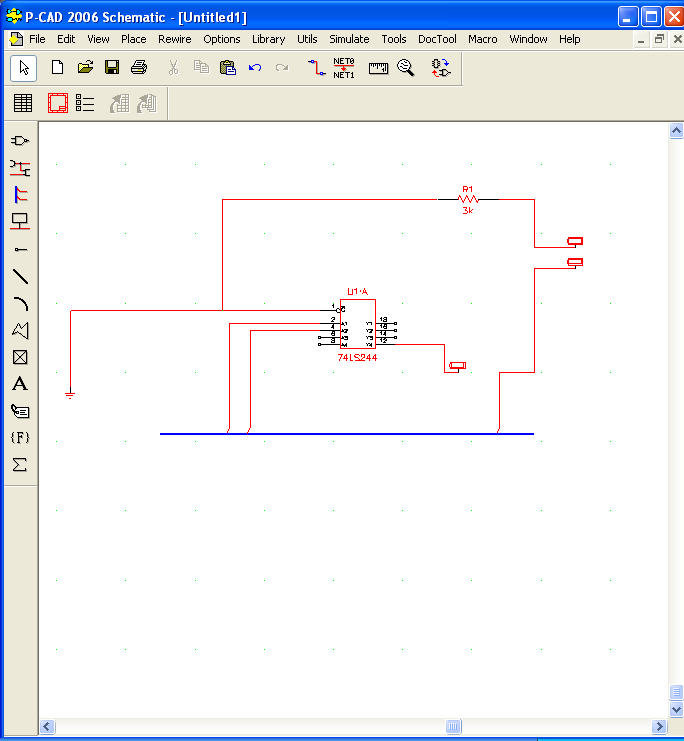 P-CAD 2006 Schematic - [Untitled1]
File Edit View Place Rewire Options Library Utils Simulate Tools DocTool Macro Window Help
NET0
NET1
A
{F}
Σ
R1
3k
U1:A
1 G
2 A1 Y1 18
4 A2 Y2 16
6 A3 Y3 14
8 A4 Y4 12
74LS244